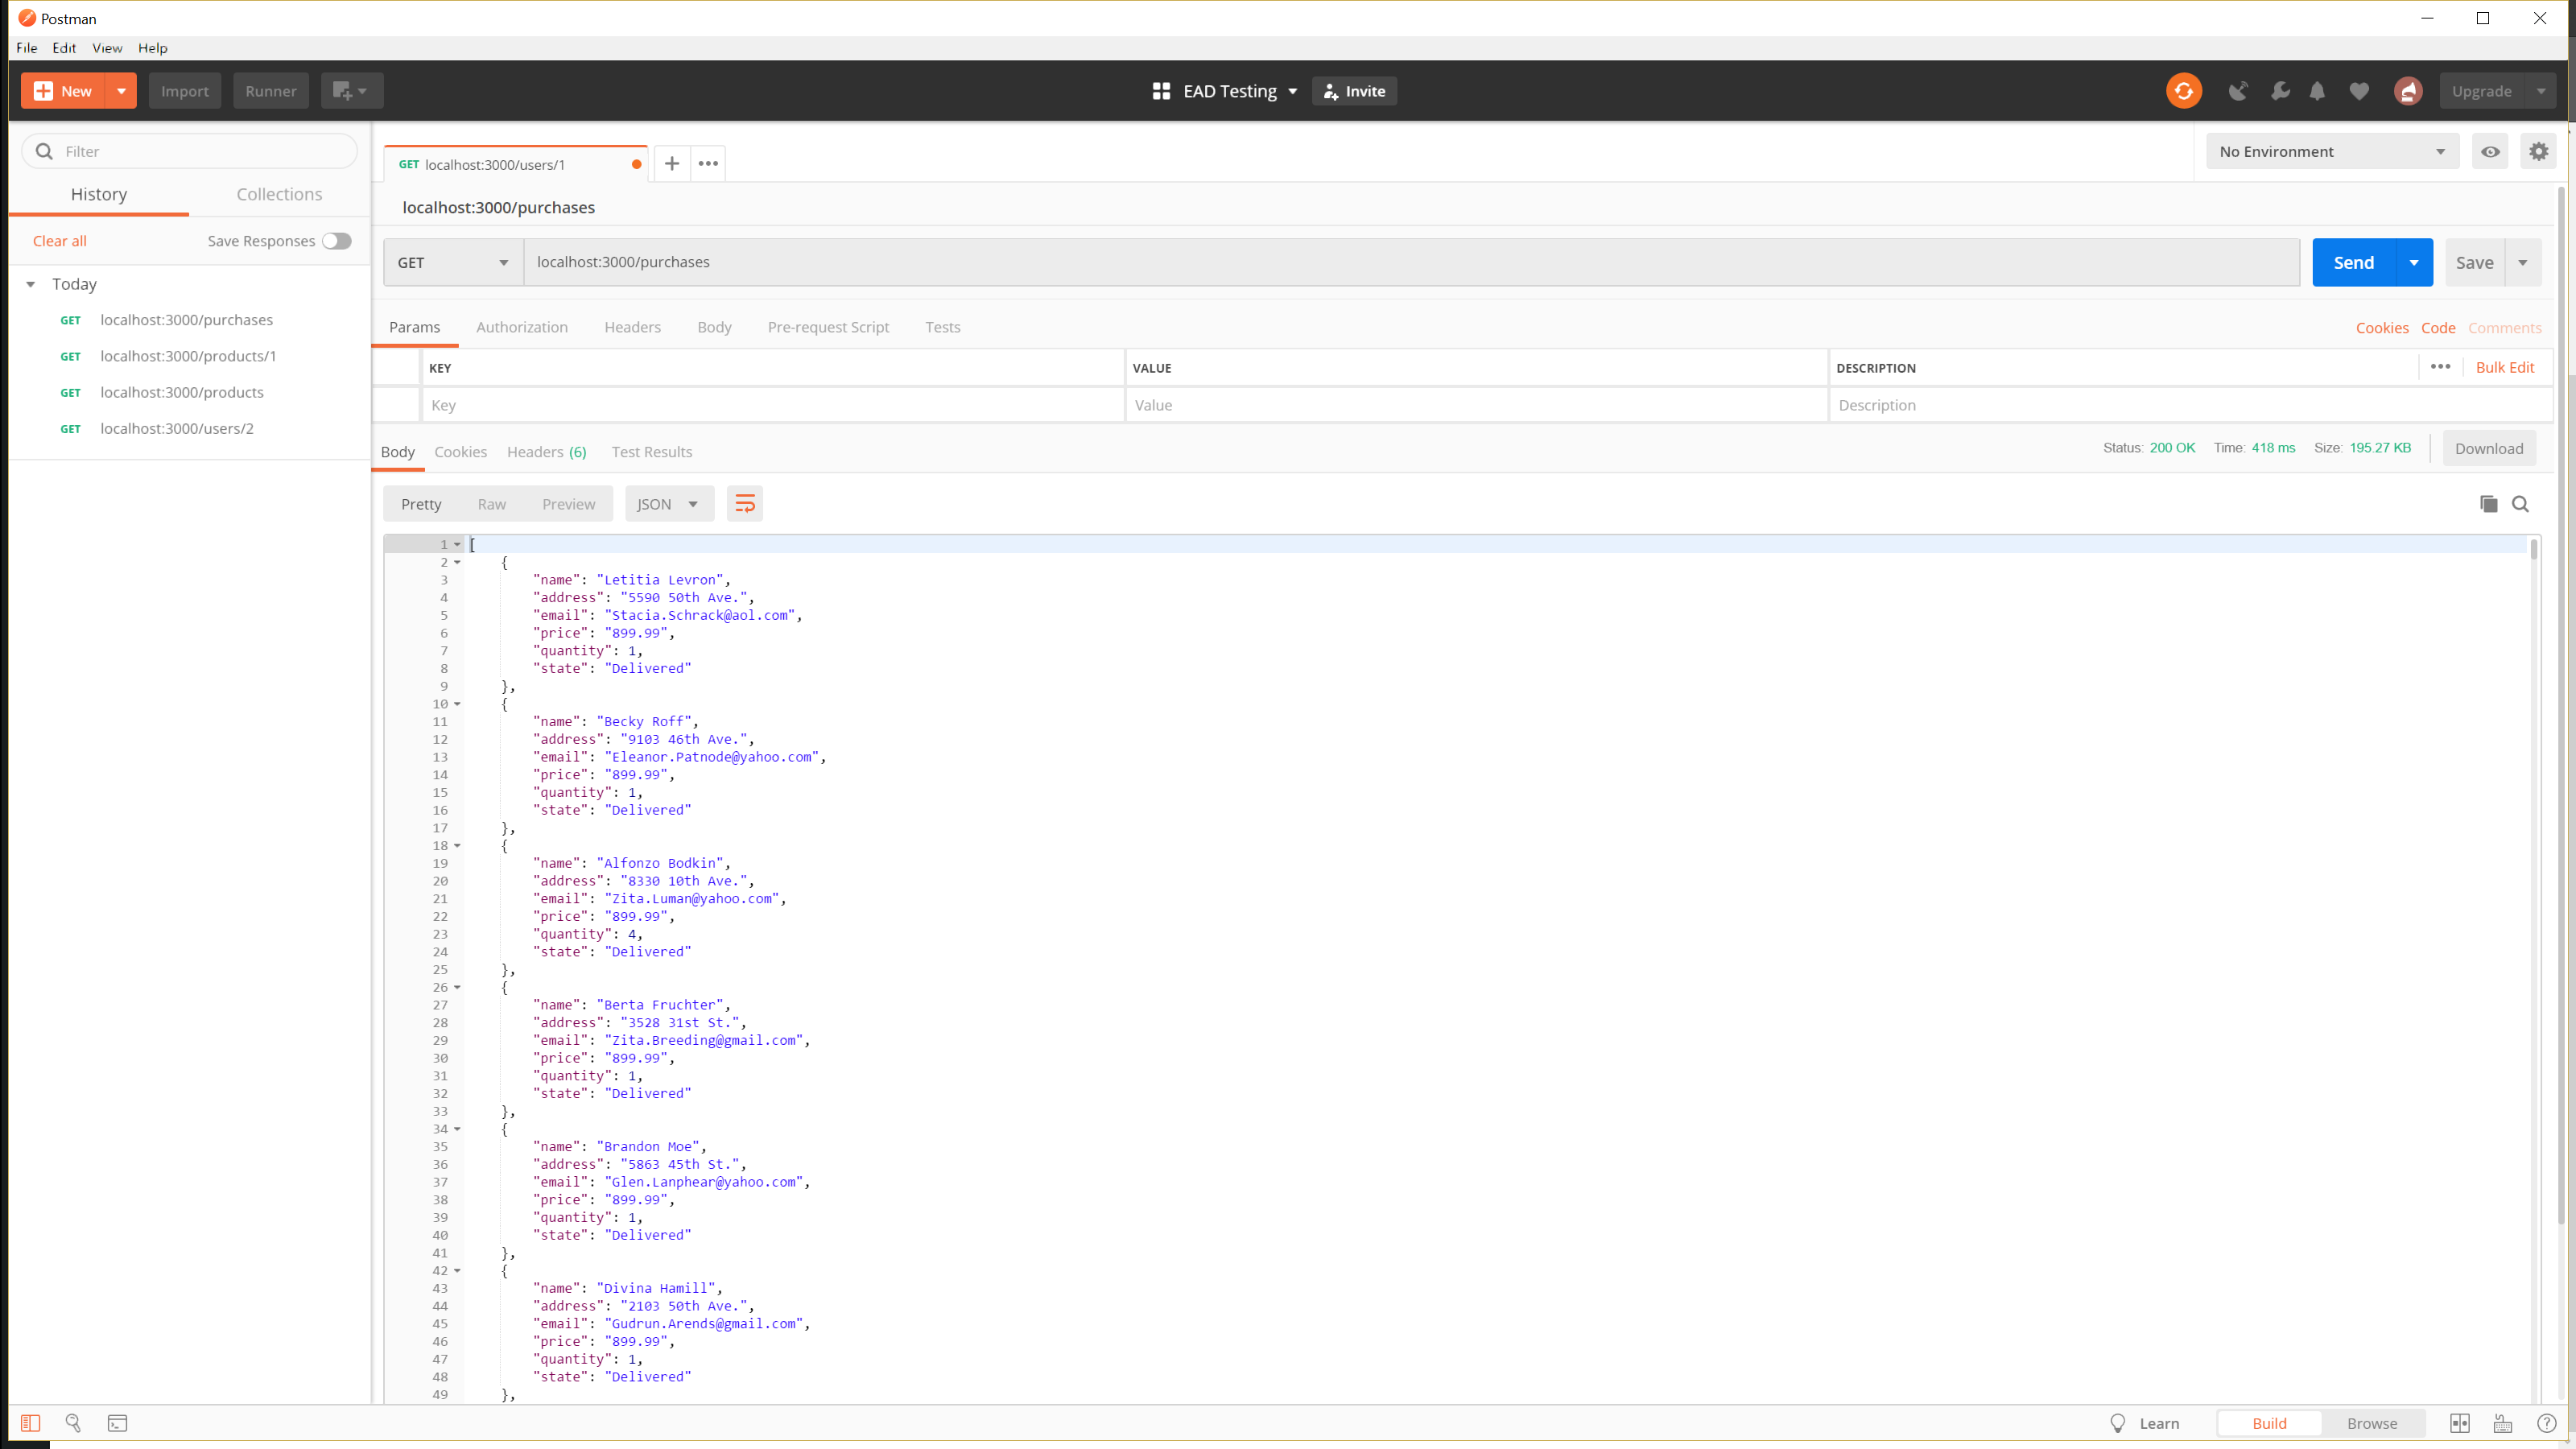 Postman
File Edit View Help
New Import Runner EAD Testing Invite Upgrade
Filter
History Collections
Clear all Save Responses
Today
GET localhost:3000/purchases
GET localhost:3000/products/1
GET localhost:3000/products
GET localhost:3000/users/2
GET localhost:3000/users/1
No Environment
localhost:3000/purchases
GET localhost:3000/purchases Send Save
Params Authorization Headers Body Pre-request Script Tests Cookies Code Comments
KEY VALUE DESCRIPTION Bulk Edit
Key Value Description
Body Cookies Headers (6) Test Results Status: 200 OK Time: 418 ms Size: 195.27 KB Download
Pretty Raw Preview JSON
1 [
2 {
3 "name": "Letitia Levron",
4 "address": "5590 50th Ave.",
5 "email": "Stacia.Schrack@aol.com",
6 "price": "899.99",
7 "quantity": 1,
8 "state": "Delivered"
9 },
10 {
11 "name": "Becky Roff",
12 "address": "9103 46th Ave.",
13 "email": "Eleanor.Patnode@yahoo.com",
14 "price": "899.99",
15 "quantity": 1,
16 "state": "Delivered"
17 },
18 {
19 "name": "Alfonzo Bodkin",
20 "address": "8330 10th Ave.",
21 "email": "Zita.Luman@yahoo.com",
22 "price": "899.99",
23 "quantity": 4,
24 "state": "Delivered"
25 },
26 {
27 "name": "Berta Fruchter",
28 "address": "3528 31st St.",
29 "email": "Zita.Breeding@gmail.com",
30 "price": "899.99",
31 "quantity": 1,
32 "state": "Delivered"
33 },
34 {
35 "name": "Brandon Moe",
36 "address": "5863 45th St.",
37 "email": "Glen.Lanphear@yahoo.com",
38 "price": "899.99",
39 "quantity": 1,
40 "state": "Delivered"
41 },
42 {
43 "name": "Divina Hamill",
44 "address": "2103 50th Ave.",
45 "email": "Gudrun.Arends@gmail.com",
46 "price": "899.99",
47 "quantity": 1,
48 "state": "Delivered"
49 },
Learn Build Browse